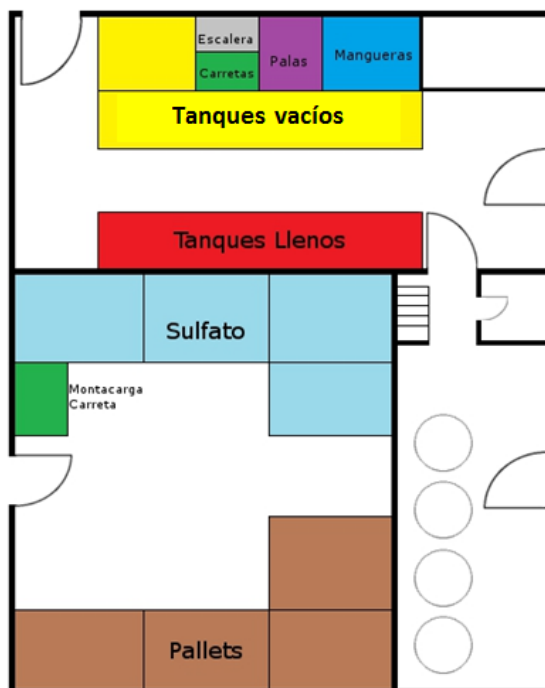 Escalera
Carretas
Palas
Mangueras
Tanques vacíos
Tanques Llenos
Sulfato
Montacarga
Carreta
Pallets